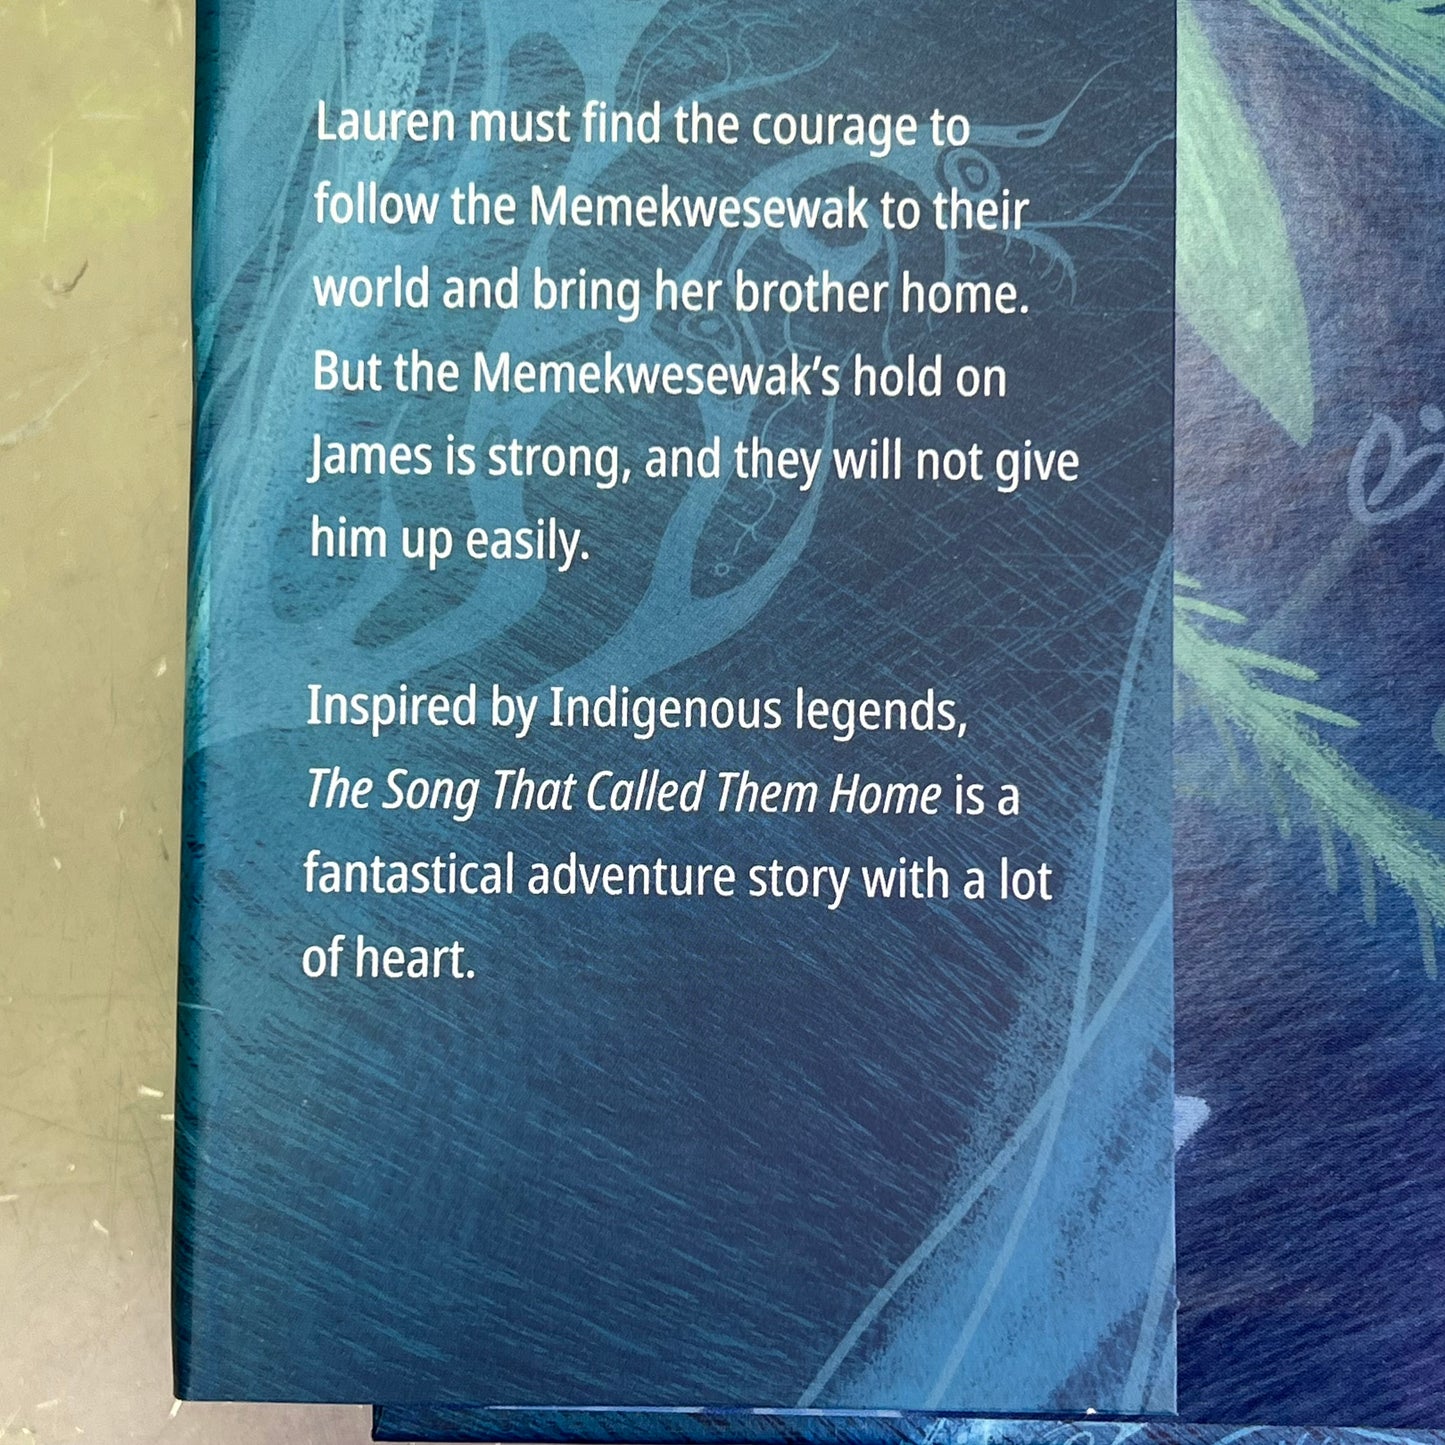 Lauren must find the courage to
follow the Memekwesewak to their
world and bring her brother home.
But the Memekwesewak’s hold on
James is strong, and they will not give
him up easily.
Inspired by Indigenous legends,
The Song That Called Them Home is a
fantastical adventure story with a lot
of heart.